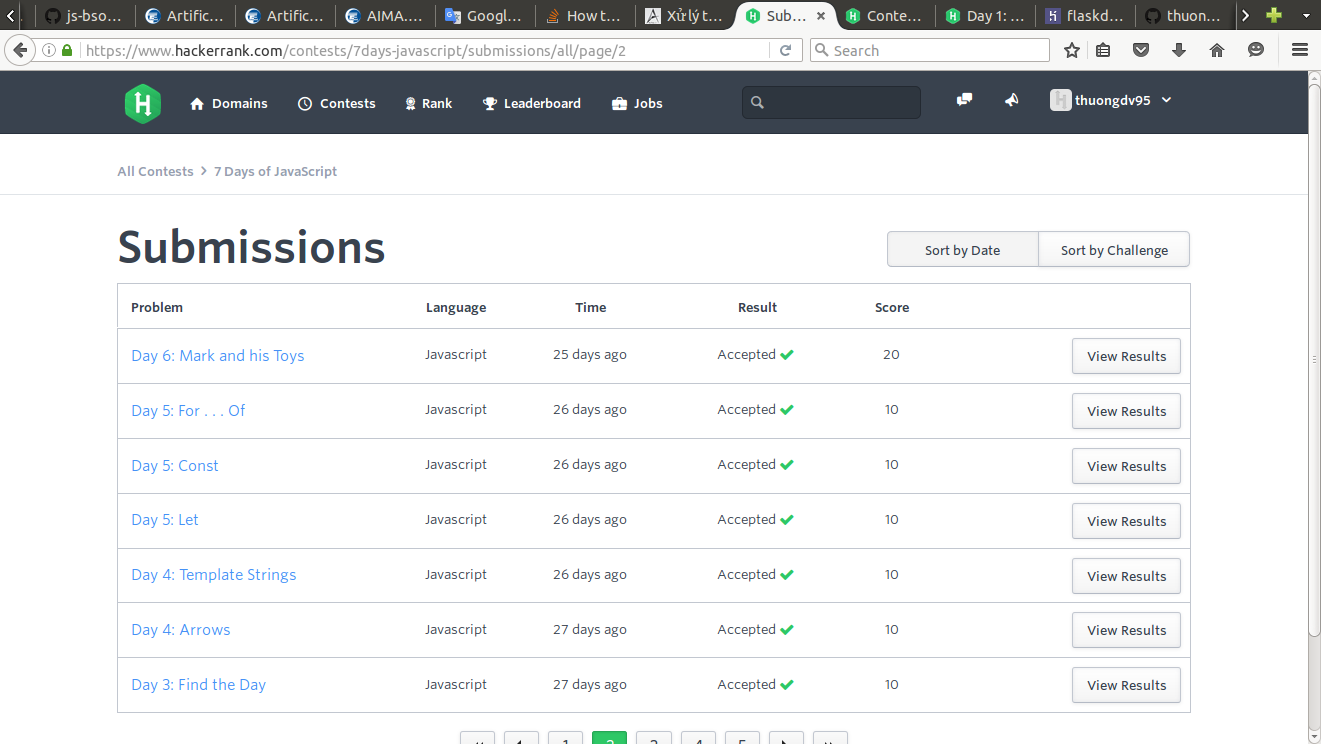 js-bso... Artific... Artific... AIMA.... Googl... How t... Xử lý t... Sub... Conte... Day 1: ... flaskd... thuon...
https://www.hackerrank.com/contests/7days-javascript/submissions/all/page/2 Search
H Domains Contests Rank Leaderboard Jobs thuongdv95
All Contests > 7 Days of JavaScript
Submissions Sort by Date Sort by Challenge
Problem Language Time Result Score
Day 6: Mark and his Toys Javascript 25 days ago Accepted 20 View Results
Day 5: For . . . Of Javascript 26 days ago Accepted 10 View Results
Day 5: Const Javascript 26 days ago Accepted 10 View Results
Day 5: Let Javascript 26 days ago Accepted 10 View Results
Day 4: Template Strings Javascript 26 days ago Accepted 10 View Results
Day 4: Arrows Javascript 27 days ago Accepted 10 View Results
Day 3: Find the Day Javascript 27 days ago Accepted 10 View Results
1 2 3 4 5